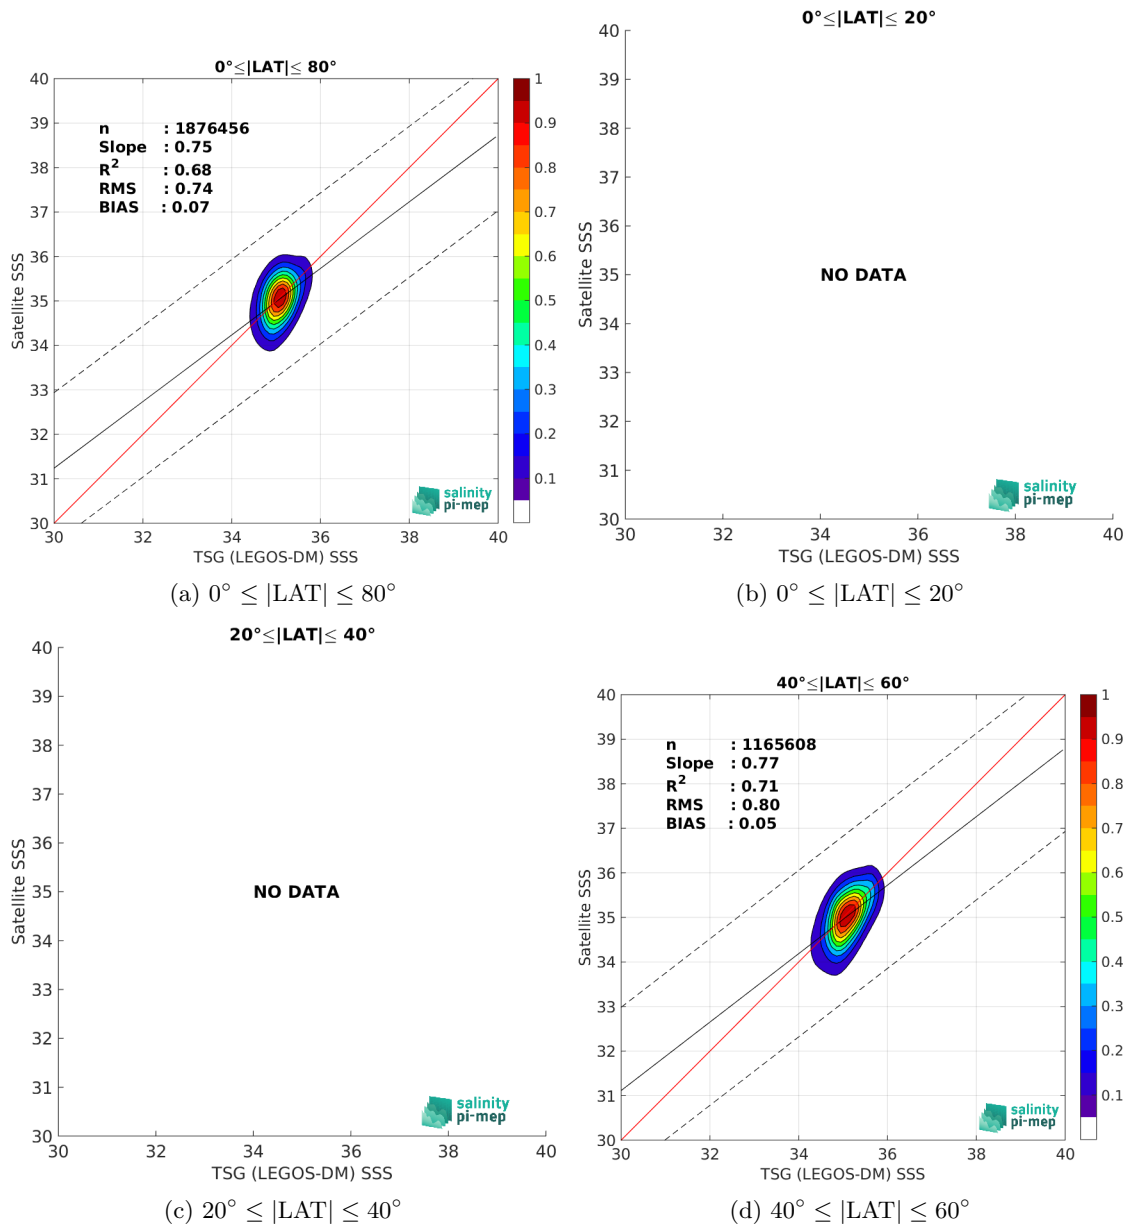 0°≤|LAT|≤ 80°
40
39
38
37
36
35
34
33
32
31
30
Satellite SSS
n : 1876456
Slope : 0.75
R2 : 0.68
RMS : 0.74
BIAS : 0.07
1
0.9
0.8
0.7
0.6
0.5
0.4
0.3
0.2
0.1
salinity
pi-mep
30 32 34 36 38 40
TSG (LEGOS-DM) SSS
(a) 0° ≤ |LAT| ≤ 80°
0°≤|LAT|≤ 20°
40
39
38
37
36
35
34
33
32
31
30
Satellite SSS
NO DATA
salinity
pi-mep
30 32 34 36 38 40
TSG (LEGOS-DM) SSS
(b) 0° ≤ |LAT| ≤ 20°
20°≤|LAT|≤ 40°
40
39
38
37
36
35
34
33
32
31
30
Satellite SSS
NO DATA
salinity
pi-mep
30 32 34 36 38 40
TSG (LEGOS-DM) SSS
(c) 20° ≤ |LAT| ≤ 40°
40°≤|LAT|≤ 60°
40
39
38
37
36
35
34
33
32
31
30
Satellite SSS
n : 1165608
Slope : 0.77
R2 : 0.71
RMS : 0.80
BIAS : 0.05
1
0.9
0.8
0.7
0.6
0.5
0.4
0.3
0.2
0.1
salinity
pi-mep
30 32 34 36 38 40
TSG (LEGOS-DM) SSS
(d) 40° ≤ |LAT| ≤ 60°